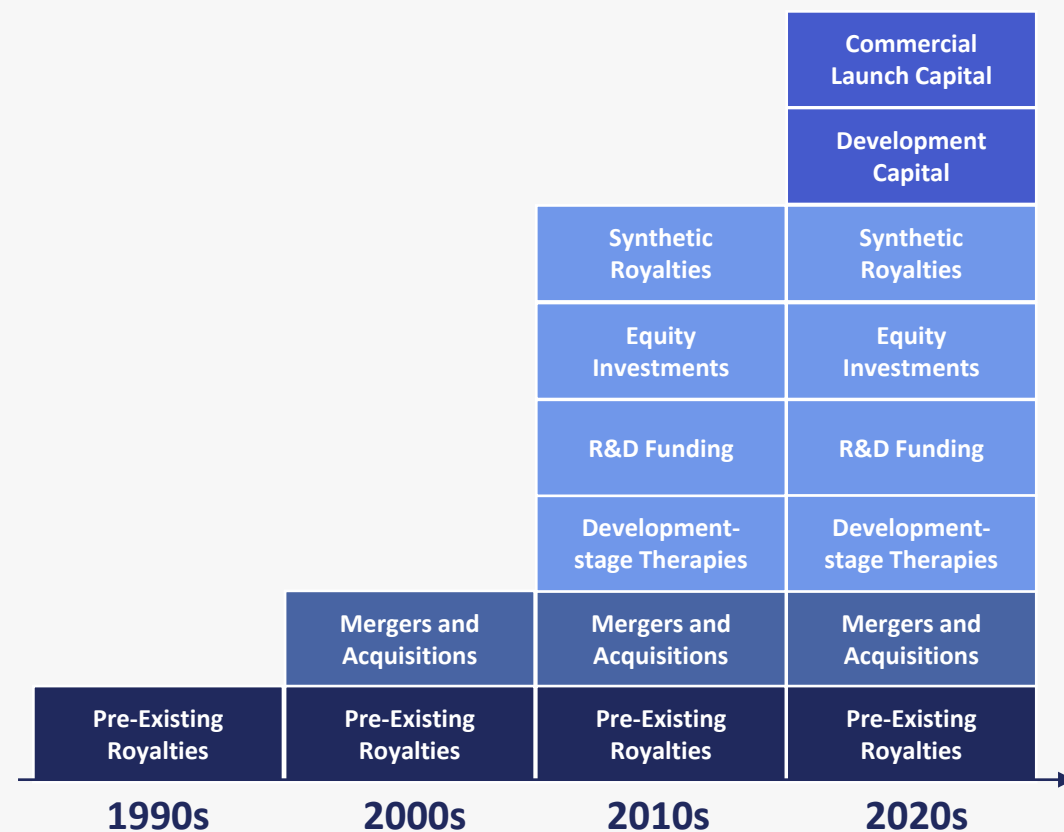 Commercial
Launch Capital
Development
Capital
Synthetic
Royalties
Synthetic
Royalties
Equity
Investments
Equity
Investments
R&D Funding
R&D Funding
Development-
stage Therapies
Development-
stage Therapies
Mergers and
Acquisitions
Mergers and
Acquisitions
Mergers and
Acquisitions
Pre-Existing
Royalties
Pre-Existing
Royalties
Pre-Existing
Royalties
Pre-Existing
Royalties
1990s
2000s
2010s
2020s